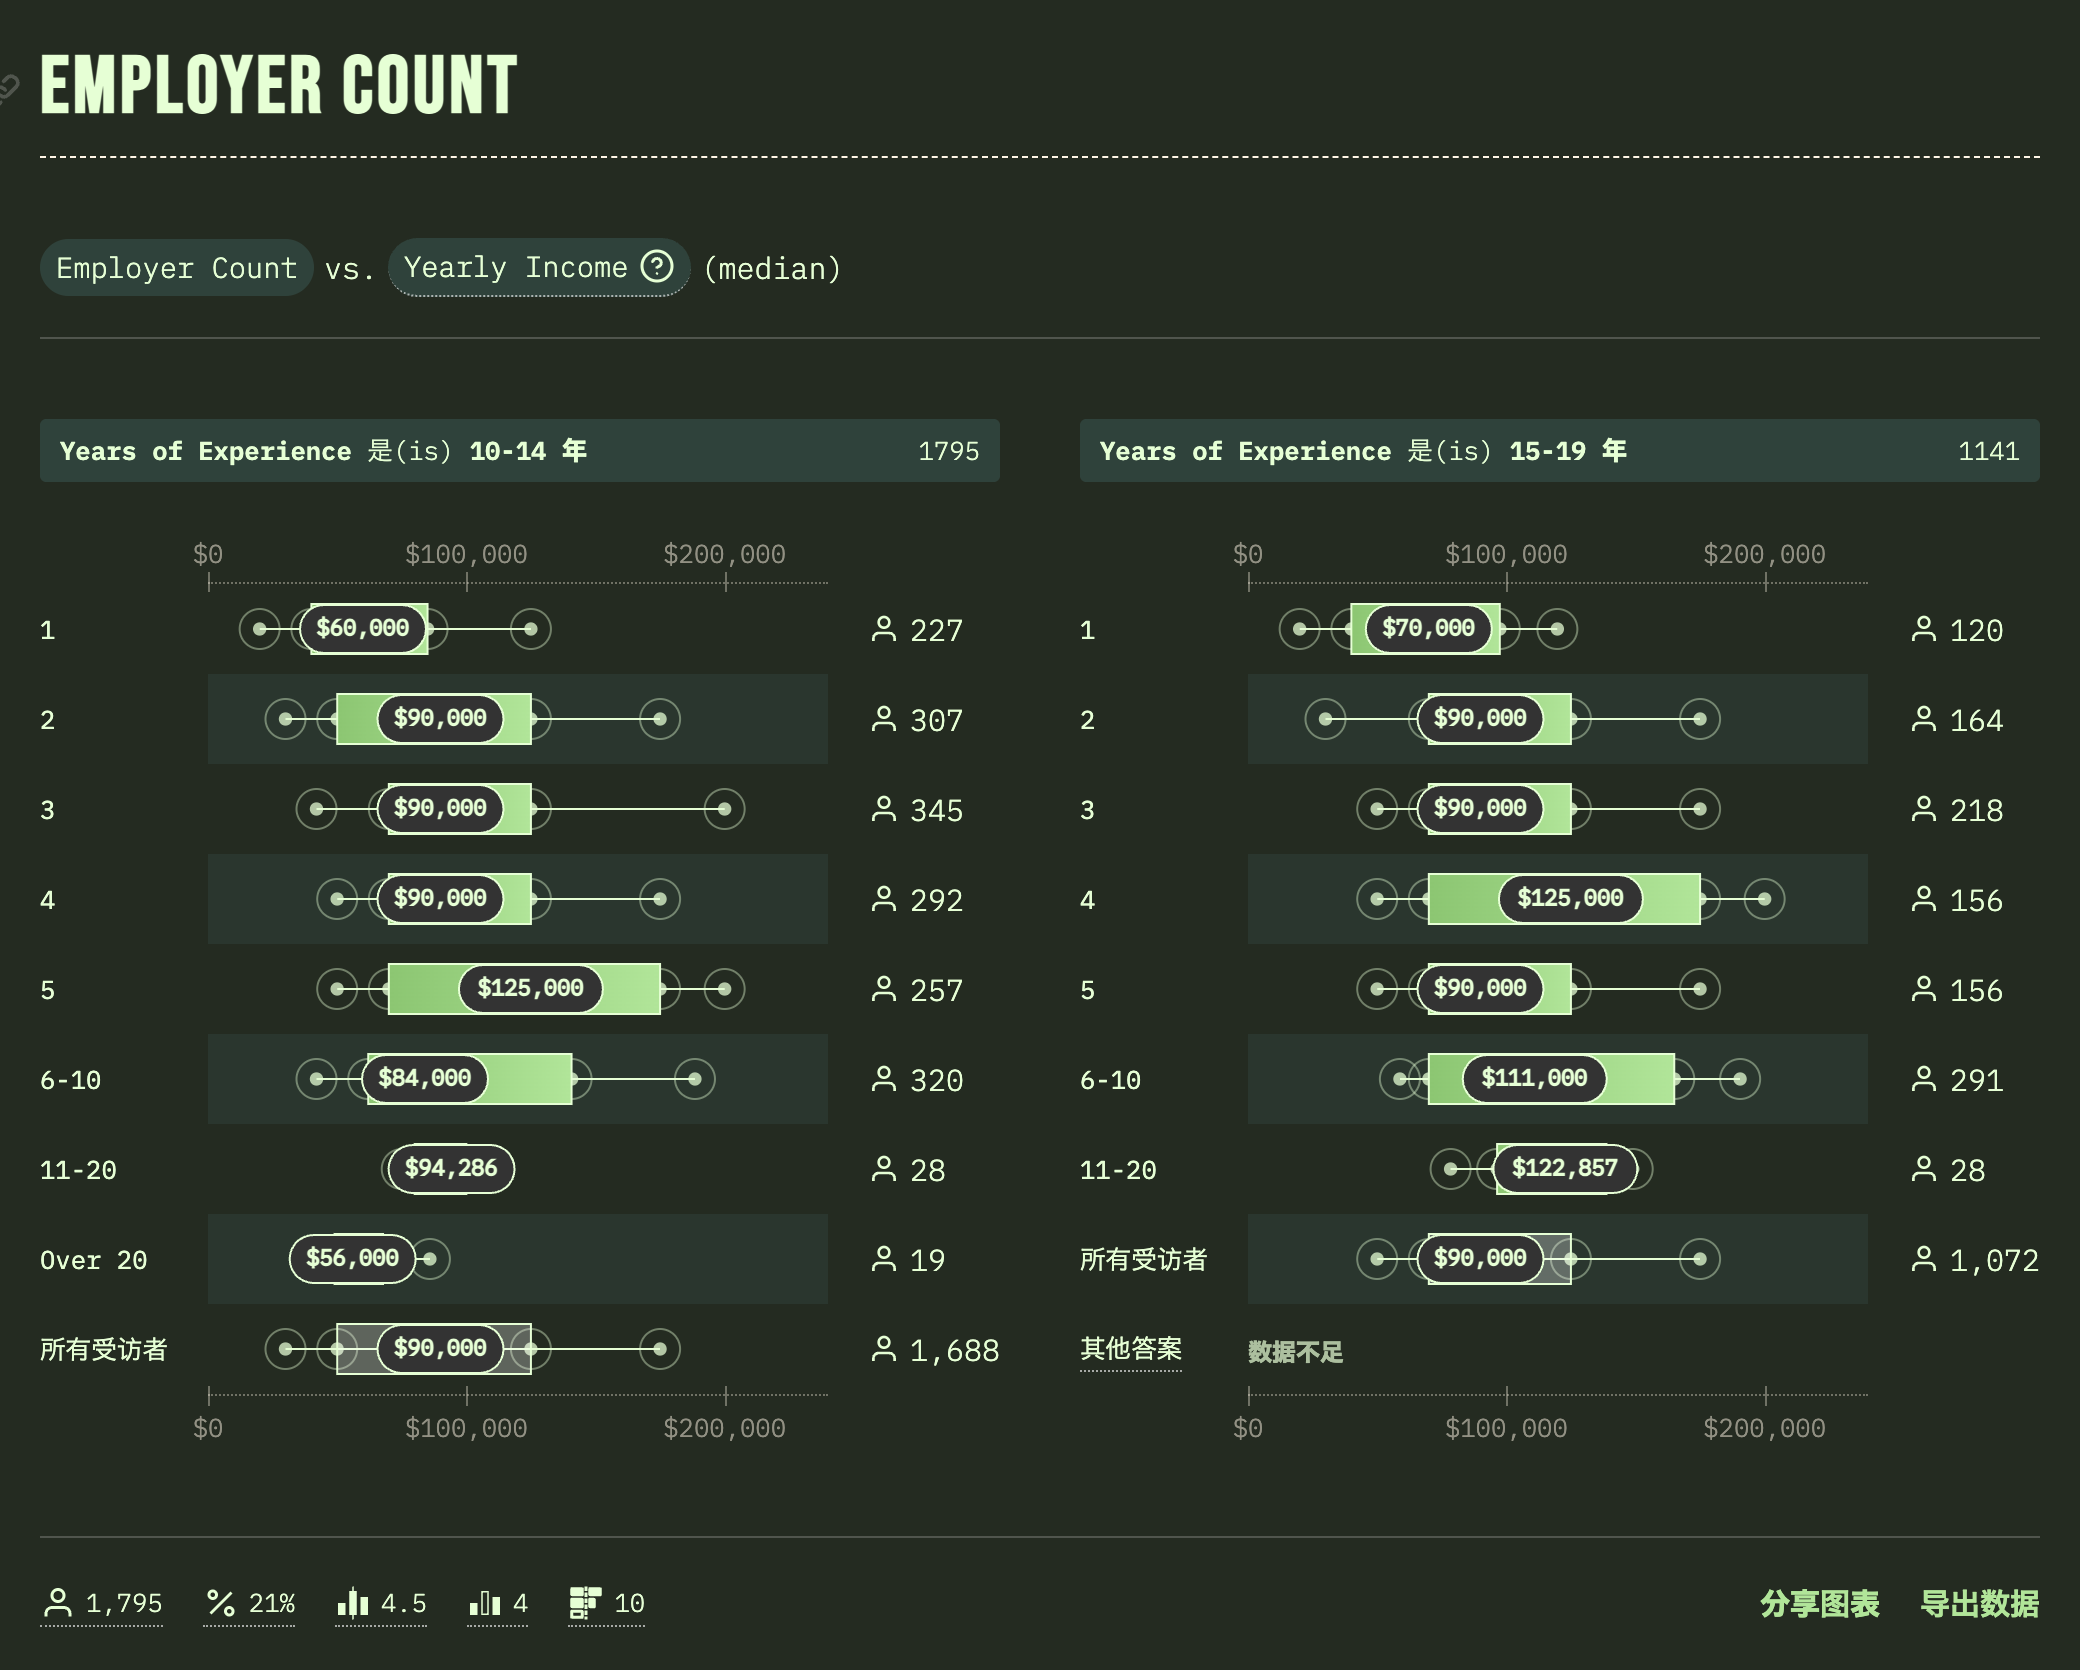 EMPLOYER COUNT
Employer Count vs. Yearly Income ? (median)
Years of Experience 是(is) 10-14 年 1795
$0 $100,000 $200,000
1 $60,000 227
2 $90,000 307
3 $90,000 345
4 $90,000 292
5 $125,000 257
6-10 $84,000 320
11-20 $94,286 28
Over 20 $56,000 19
所有受访者 $90,000 1,688
$0 $100,000 $200,000
Years of Experience 是(is) 15-19 年 1141
$0 $100,000 $200,000
1 $70,000 120
2 $90,000 164
3 $90,000 218
4 $125,000 156
5 $90,000 156
6-10 $111,000 291
11-20 $122,857 28
所有受访者 $90,000 1,072
其他答案 数据不足
$0 $100,000 $200,000
1,795 21% 4.5 4 10
分享图表 导出数据